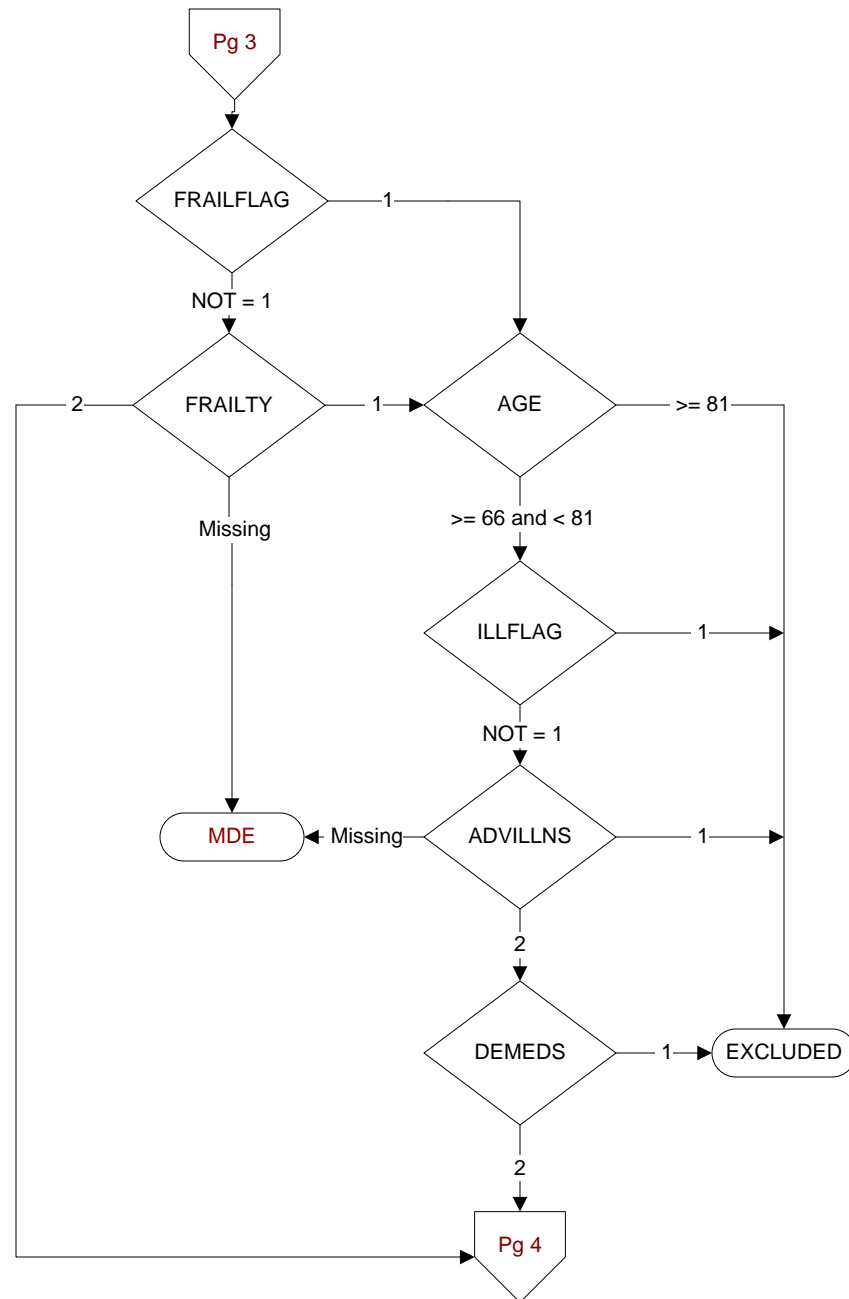 Pg 3
FRAILFLAG
1
NOT = 1
2
FRAILTY
1
AGE
>= 81
Missing
>= 66 and < 81
ILLFLAG
1
NOT = 1
MDE
Missing
ADVILLNS
1
2
DEMEDS
1
EXCLUDED
2
Pg 4